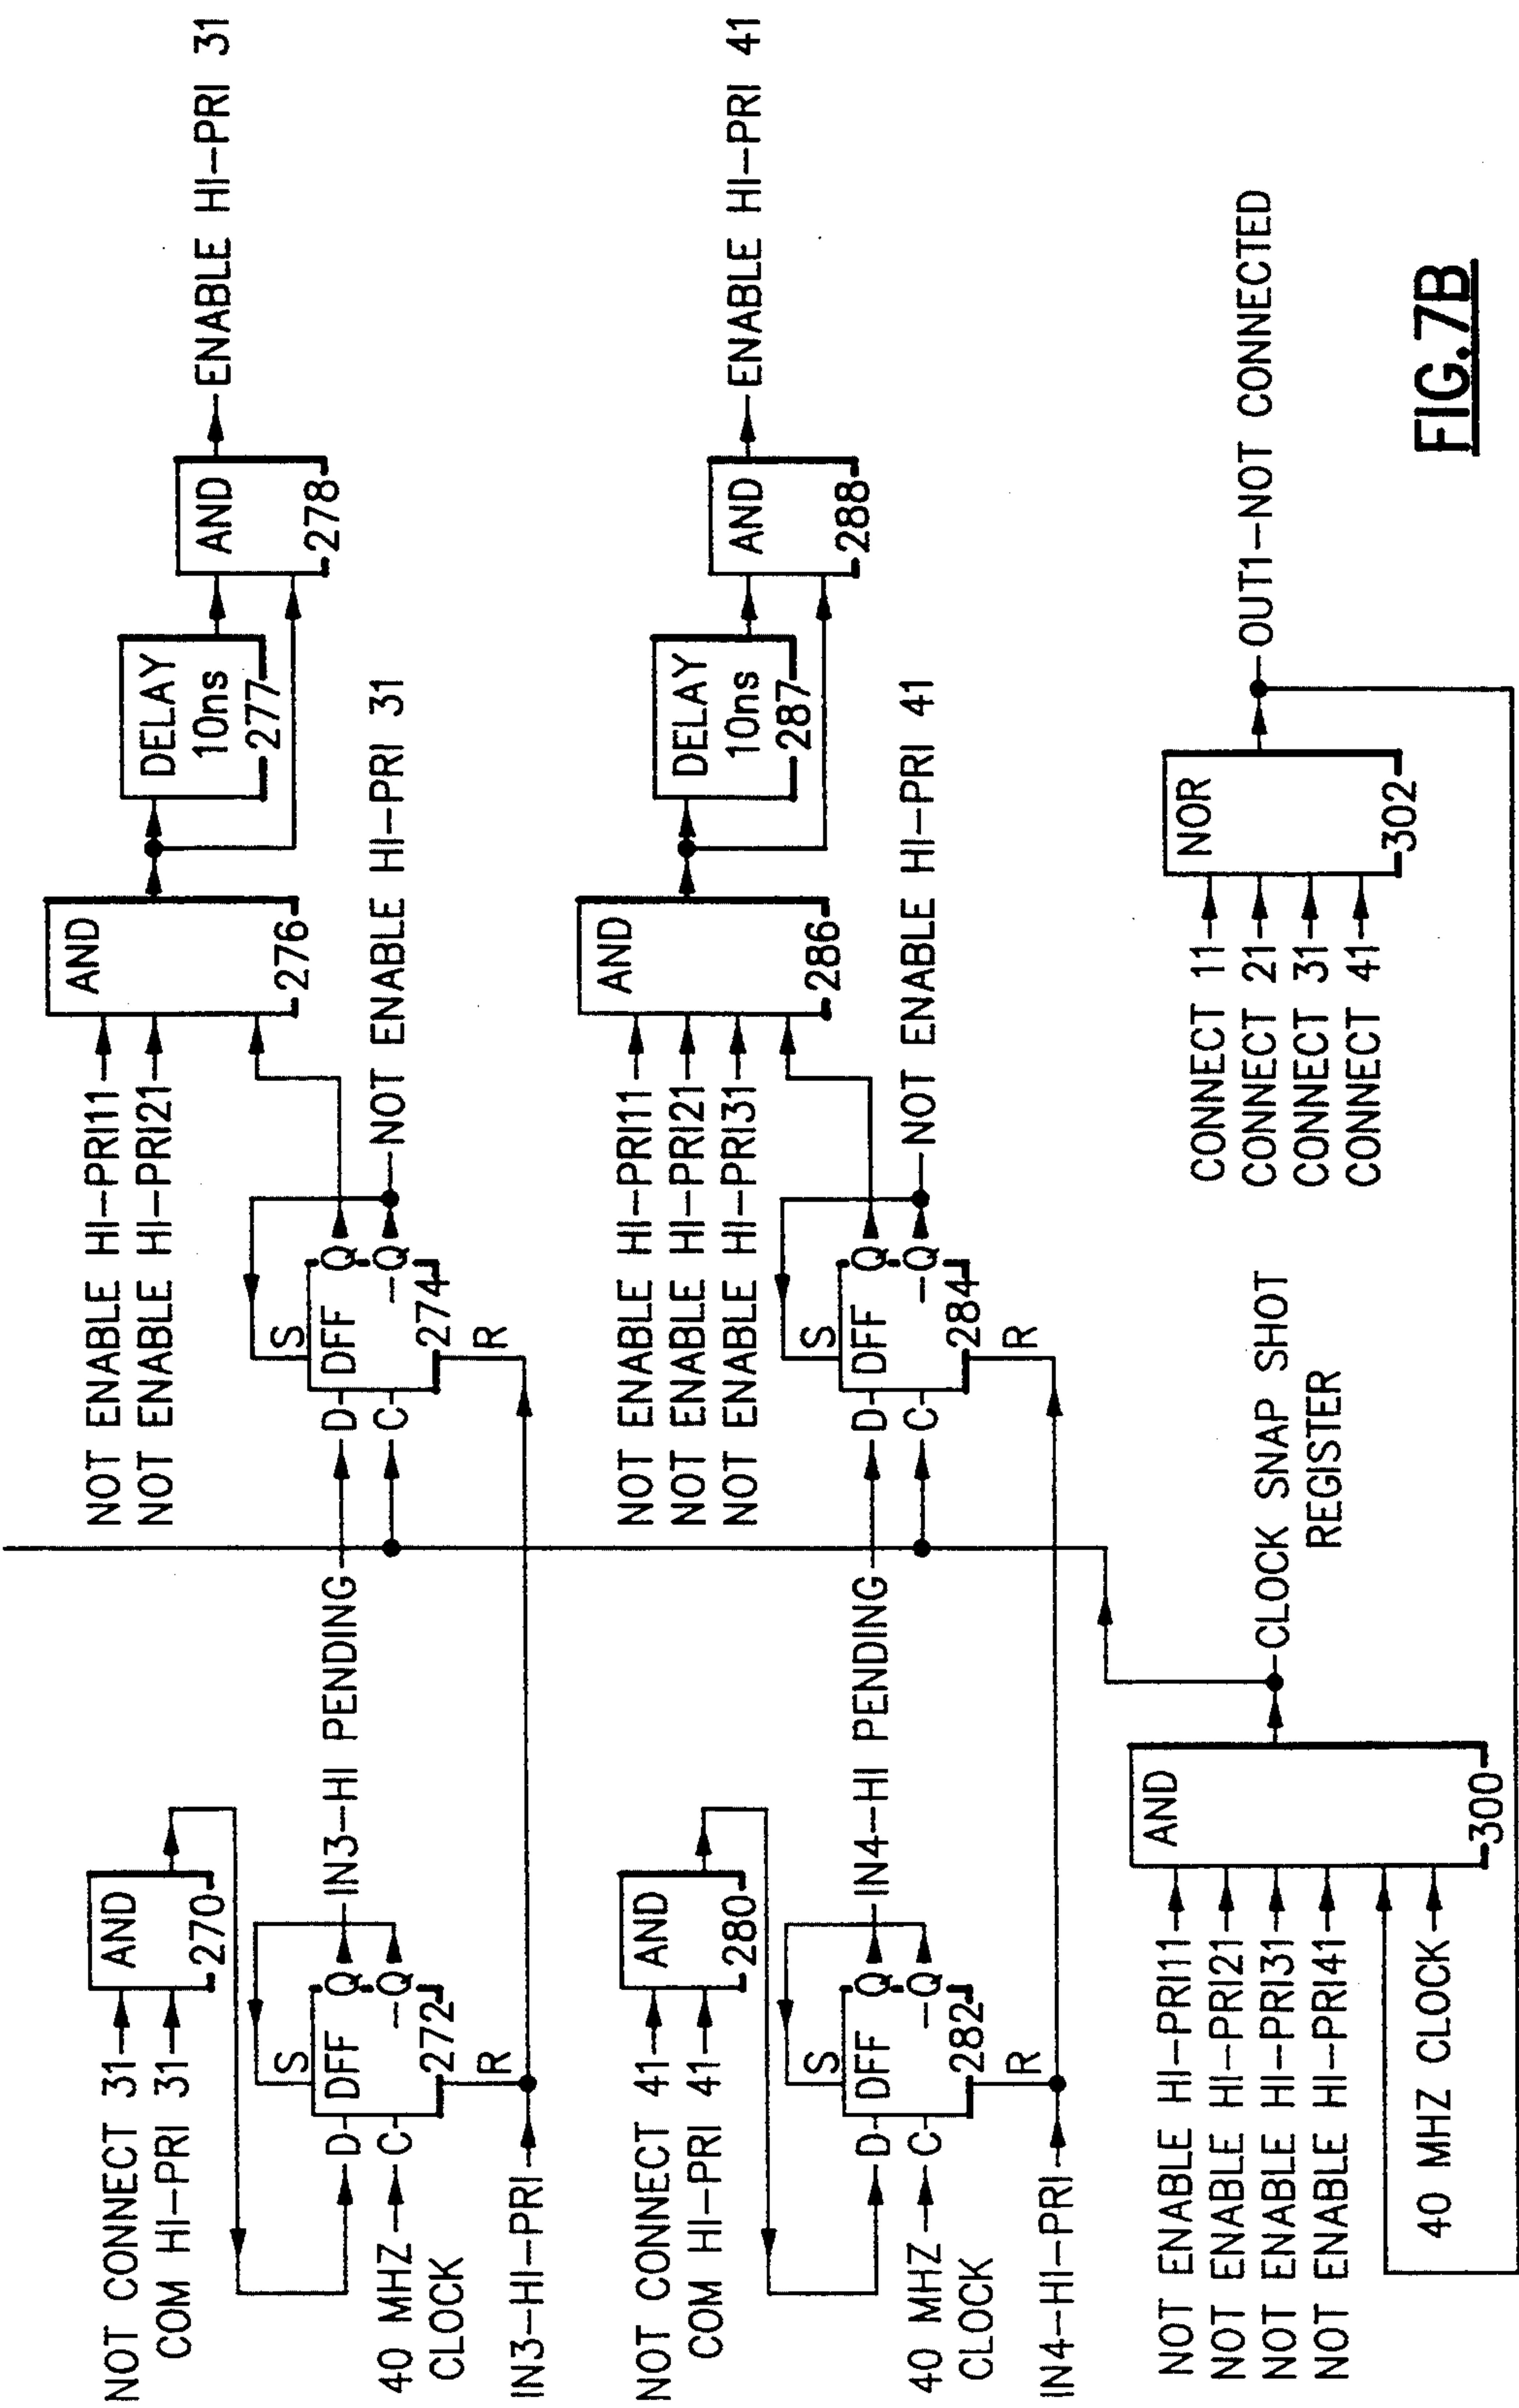 NOT CONNECT 31
COM HI-PRI 31
AND
270
D
C
S
DFF
Q
-Q
272
R
40 MHZ
CLOCK
IN3-HI-PRI
IN3-HI PENDING
D
C
S
DFF
Q
-Q
274
R
NOT ENABLE HI-PRI11
NOT ENABLE HI-PRI21
AND
276
NOT ENABLE HI-PRI 31
DELAY
10ns
277
AND
278
ENABLE HI-PRI 31
NOT CONNECT 41
COM HI-PRI 41
AND
280
D
C
S
DFF
Q
-Q
282
R
40 MHZ
CLOCK
IN4-HI-PRI
IN4-HI PENDING
D
C
S
DFF
Q
-Q
284
R
NOT ENABLE HI-PRI11
NOT ENABLE HI-PRI21
NOT ENABLE HI-PRI31
AND
286
NOT ENABLE HI-PRI 41
DELAY
10ns
287
AND
288
ENABLE HI-PRI 41
NOT ENABLE HI-PRI11
NOT ENABLE HI-PRI21
NOT ENABLE HI-PRI31
NOT ENABLE HI-PRI41
40 MHZ CLOCK
AND
300
CLOCK SNAP SHOT
REGISTER
CONNECT 11
CONNECT 21
CONNECT 31
CONNECT 41
NOR
302
OUT1-NOT CONNECTED
FIG.7B